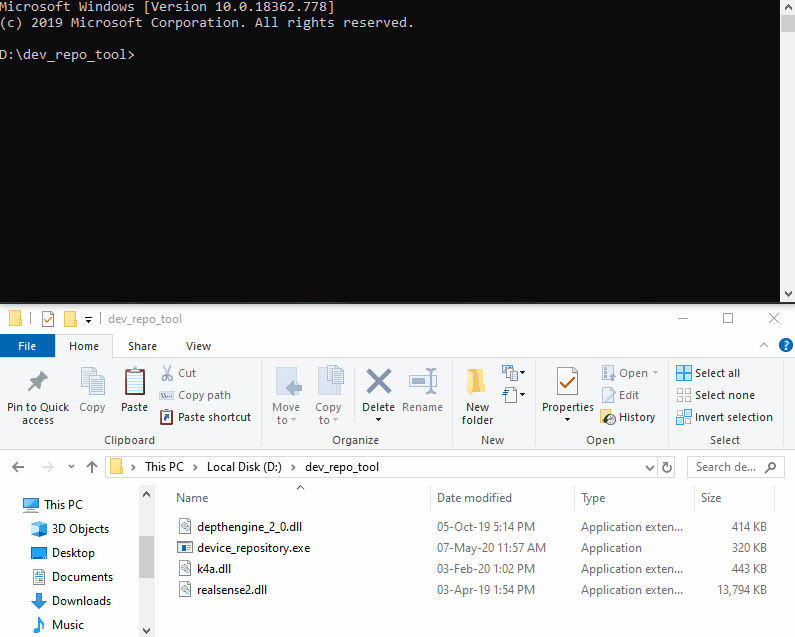 Microsoft Windows [Version 10.0.18362.778]
(c) 2019 Microsoft Corporation. All rights reserved.
D:\dev_repo_tool>
dev_repo_tool
File Home Share View
Pin to Quick access
Copy
Paste
Cut
Copy path
Paste shortcut
Clipboard
Move to
Copy to
Delete
Rename
Organize
New folder
New
Properties
Open
Edit
History
Open
Select all
Select none
Invert selection
Select
This PC > Local Disk (D:) > dev_repo_tool
Search de...
This PC
3D Objects
Desktop
Documents
Downloads
Music
Name Date modified Type Size
depthengine_2_0.dll 05-Oct-19 5:14 PM Application exten... 414 KB
device_repository.exe 07-May-20 11:57 AM Application 320 KB
k4a.dll 03-Feb-20 1:02 PM Application exten... 443 KB
realsense2.dll 03-Apr-19 1:54 PM Application exten... 13,794 KB